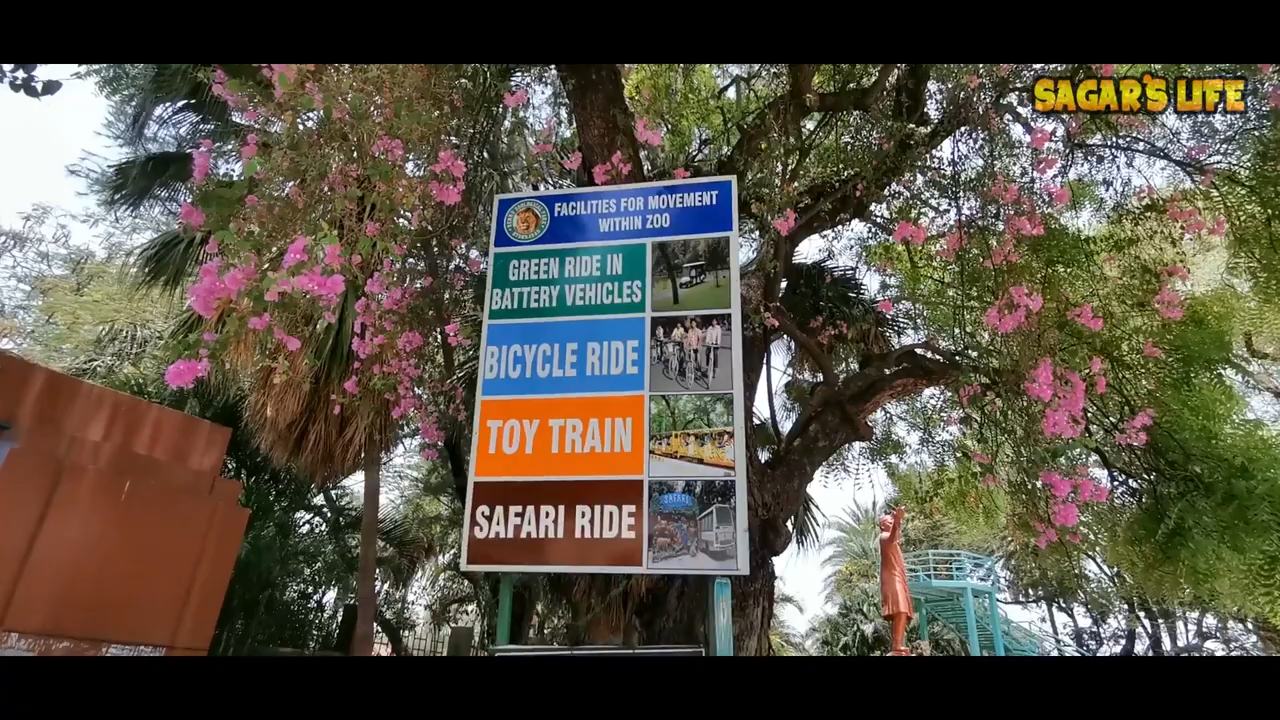 SAGAR'S LIFE
FACILITIES FOR MOVEMENT
WITHIN ZOO
GREEN RIDE IN
BATTERY VEHICLES
BICYCLE RIDE
TOY TRAIN
SAFARI RIDE
SAFARI